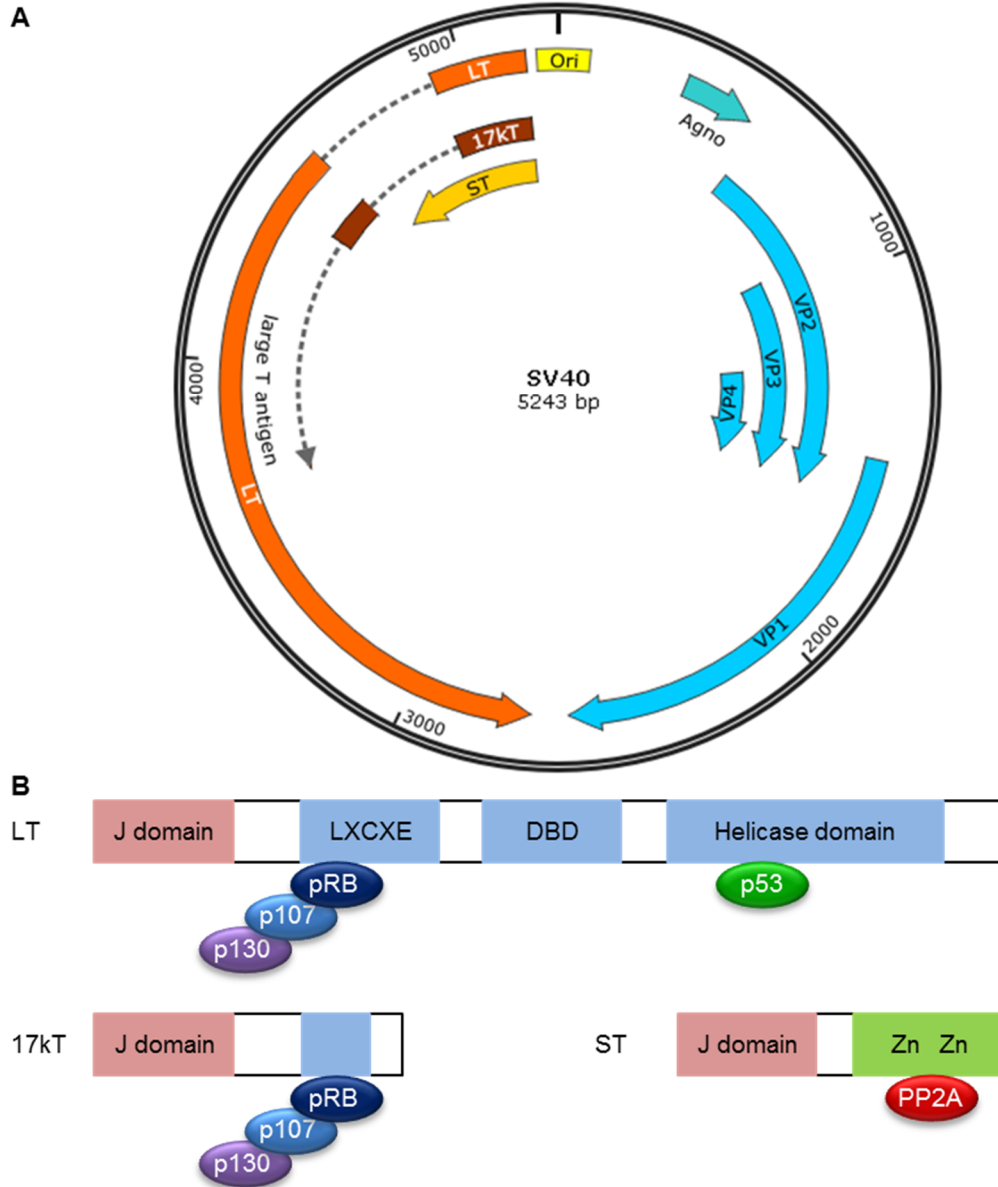 A
5000
LT
Ori
17kT
ST
Agno
1000
VP2
VP3
VP4
SV40
5243 bp
4000
large T antigen
LT
VP1
2000
3000
B
LT
J domain
LXCXE
DBD
Helicase domain
pRB
p107
p130
p53
17kT
J domain
pRB
p107
p130
ST
J domain
Zn Zn
PP2A